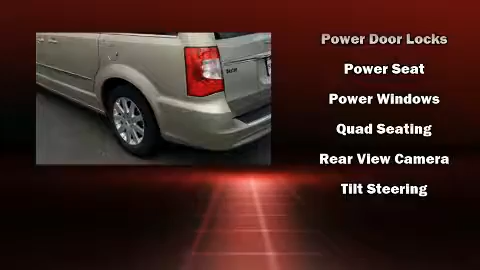 Power Door Locks
Power Seat
Power Windows
Quad Seating
Rear View Camera
Tilt Steering